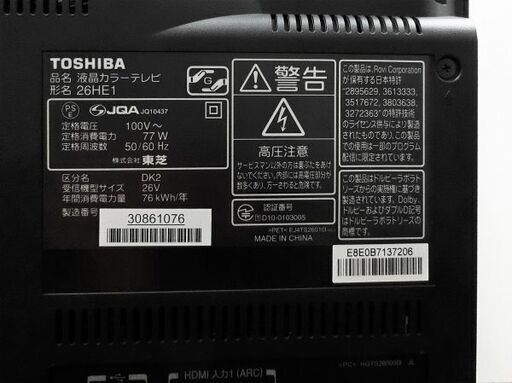 TOSHIBA
品名 液晶カラーテレビ
形名 26HE1
PS
E
JQA JQ10437
定格電圧: 100V～
定格消費電力: 77W
定格周波数: 50/60 Hz
株式会社 東芝
区分名: DK2
受信機型サイズ: 26V
年間消費電力量: 76 kWh/年
製造番号: 30861076
G
警告
高圧注意
サービスマン以外の方は裏ぶたをあけ
ないでください。内部には高電圧部分が
数多くあり、万一さわると危険です。
認証番号
D10-0103005
>PET< EJ4TS26010I
MADE IN CHINA
この製品は、Rovi Corporation
が保有する日本特許
"2895629, 3613333,
3517672, 3803638,
3272363"の特許技術の
ライセンス供与により製造
されています。この製品で
の使用は一部のプログラム
配信に限定されています。
この製品はドルビーラボラト
リーズからの実施権に基づき
製造されています。Dolby、
ドルビー及びダブルD記号
はドルビーラボラトリーズの
商標です。
E8E0B7137206
HDMI 入力1 (ARC)